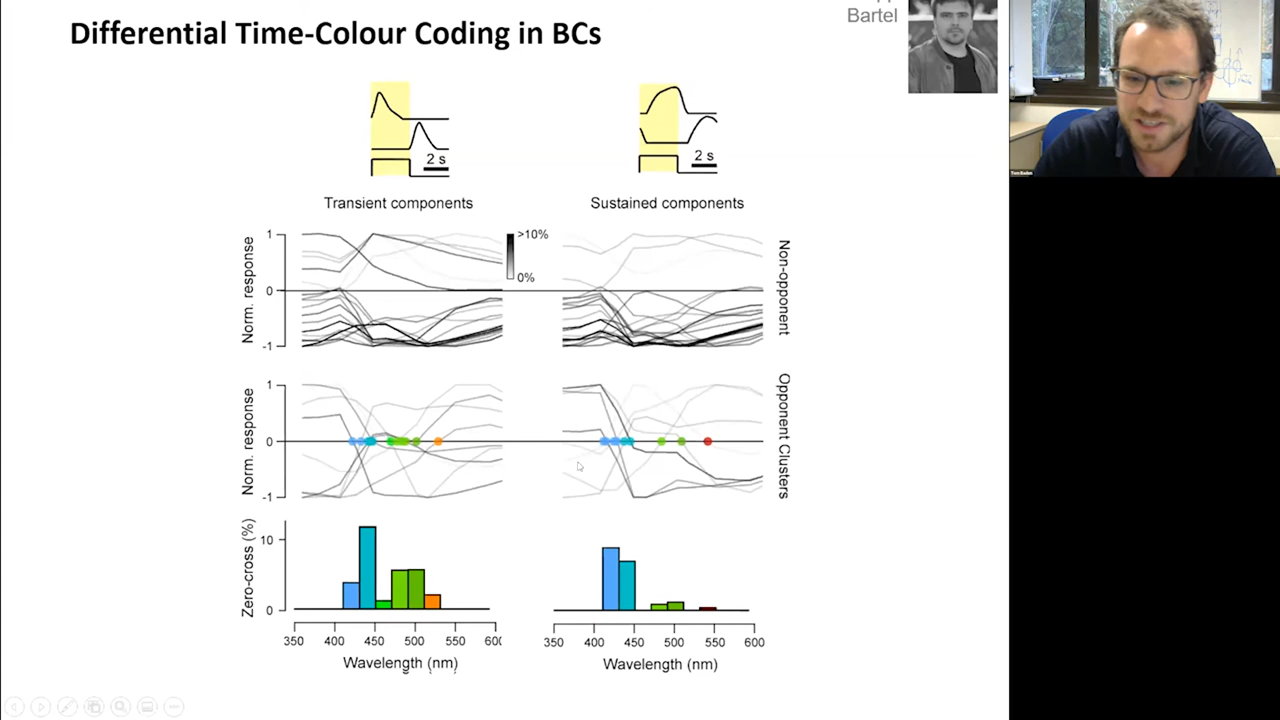 Differential Time-Colour Coding in BCs
Bartel
2 s
2 s
Transient components
Sustained components
Norm. response
1
0
-1
>10%
0%
Non-opponent
Norm. response
1
0
-1
Opponent Clusters
Zero-cross (%)
10
0
350 400 450 500 550 600
350 400 450 500 550 600
Wavelength (nm)
Wavelength (nm)
Tom Baden